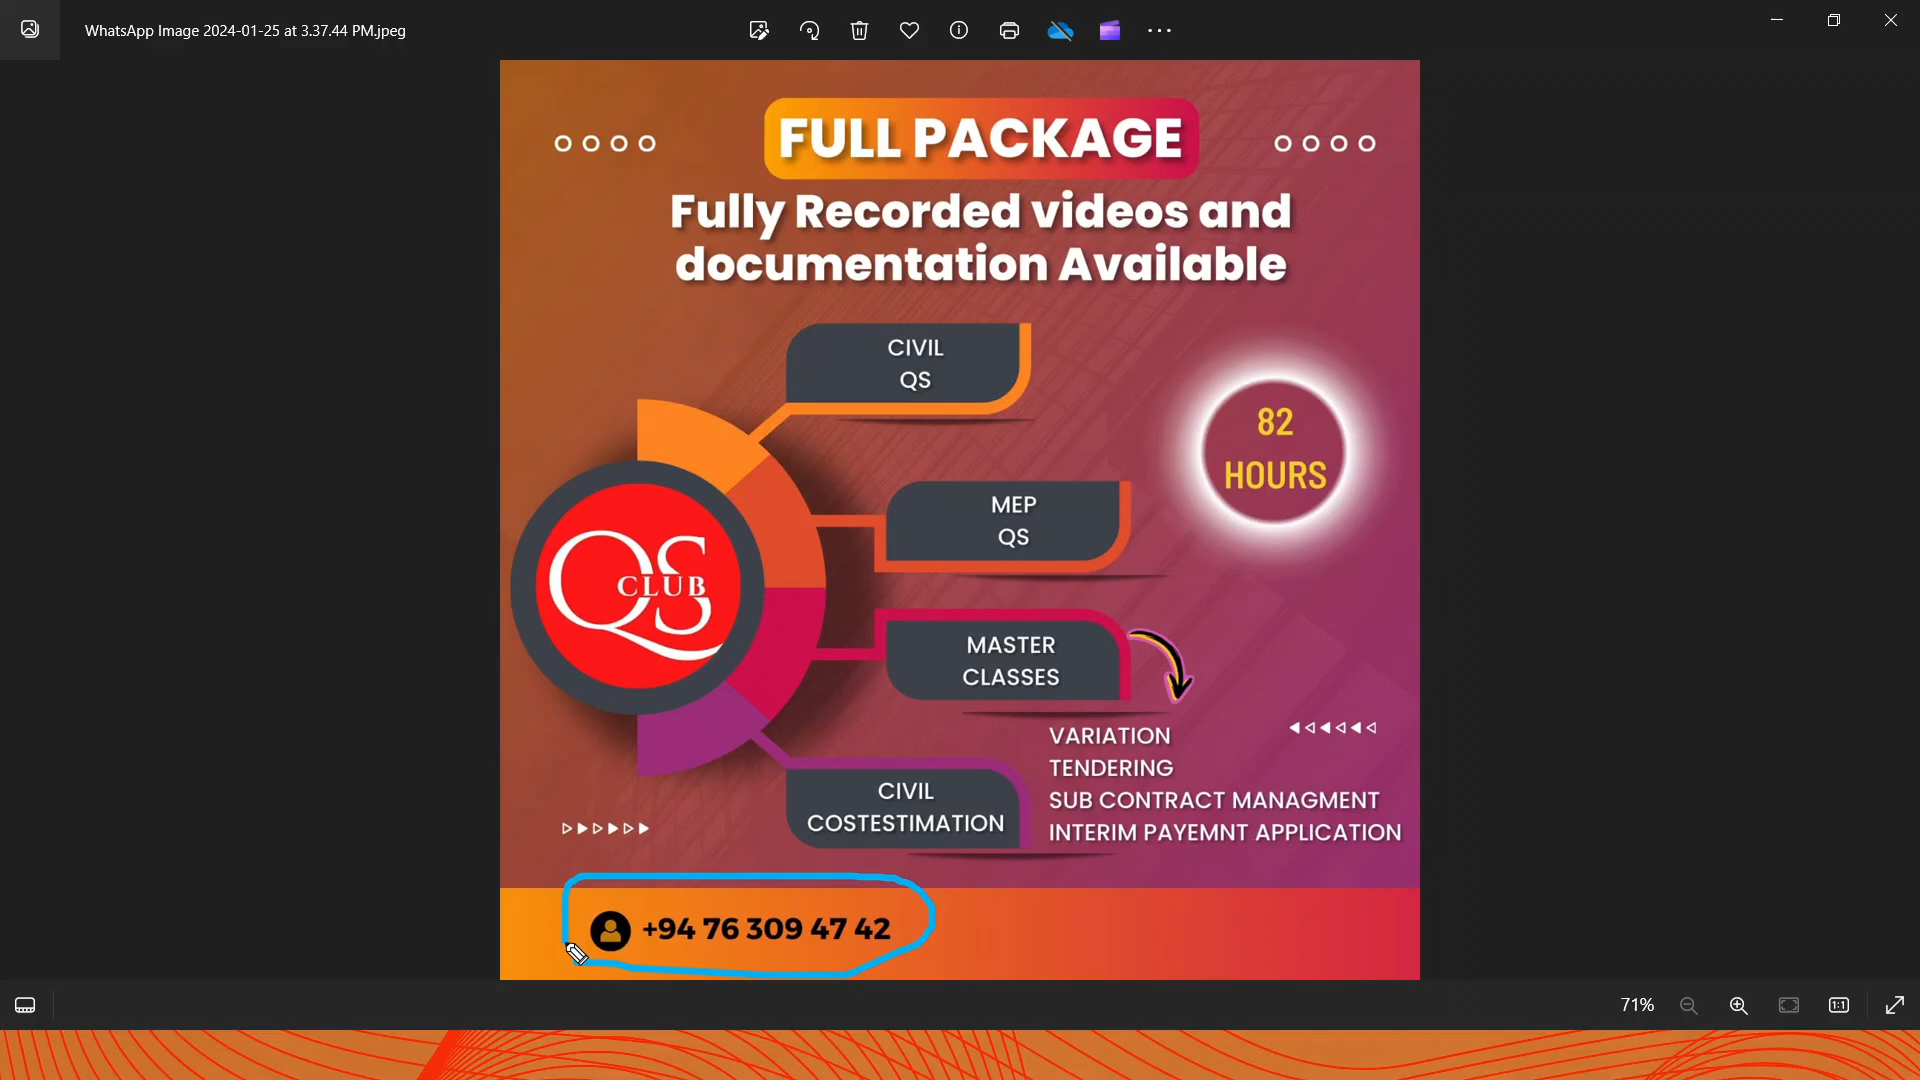 WhatsApp Image 2024-01-25 at 3.37.44 PM.jpeg
FULL PACKAGE
Fully Recorded videos and
documentation Available
CIVIL
QS
82
HOURS
MEP
QS
QS
CLUB
MASTER
CLASSES
VARIATION
TENDERING
SUB CONTRACT MANAGMENT
INTERIM PAYEMNT APPLICATION
CIVIL
COSTESTIMATION
+94 76 309 47 42
71%
1:1